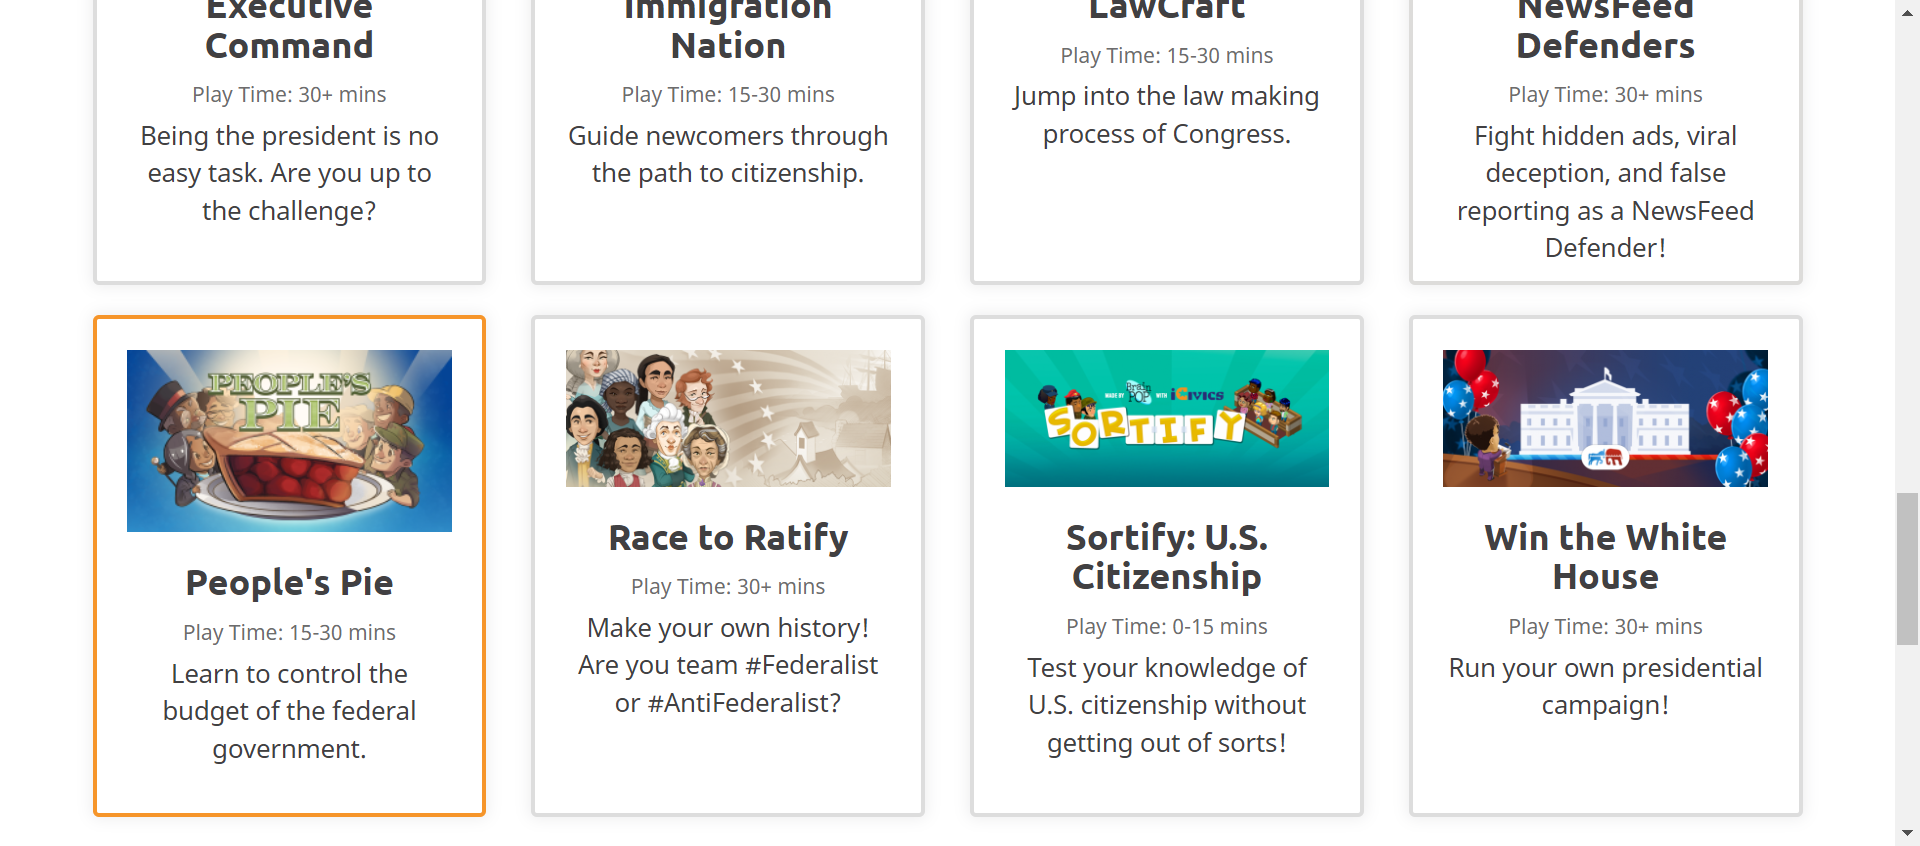 Executive
Command
Play Time: 30+ mins
Being the president is no
easy task. Are you up to
the challenge?
Immigration
Nation
Play Time: 15-30 mins
Guide newcomers through
the path to citizenship.
LawCraft
Play Time: 15-30 mins
Jump into the law making
process of Congress.
NewsFeed
Defenders
Play Time: 30+ mins
Fight hidden ads, viral
deception, and false
reporting as a NewsFeed
Defender!
PEOPLE'S
PIE
People's Pie
Play Time: 15-30 mins
Learn to control the
budget of the federal
government.
Race to Ratify
Play Time: 30+ mins
Make your own history!
Are you team #Federalist
or #AntiFederalist?
MADE BY Brain POP WITH iCIVICS
SORTIFY
Sortify: U.S.
Citizenship
Play Time: 0-15 mins
Test your knowledge of
U.S. citizenship without
getting out of sorts!
Win the White
House
Play Time: 30+ mins
Run your own presidential
campaign!